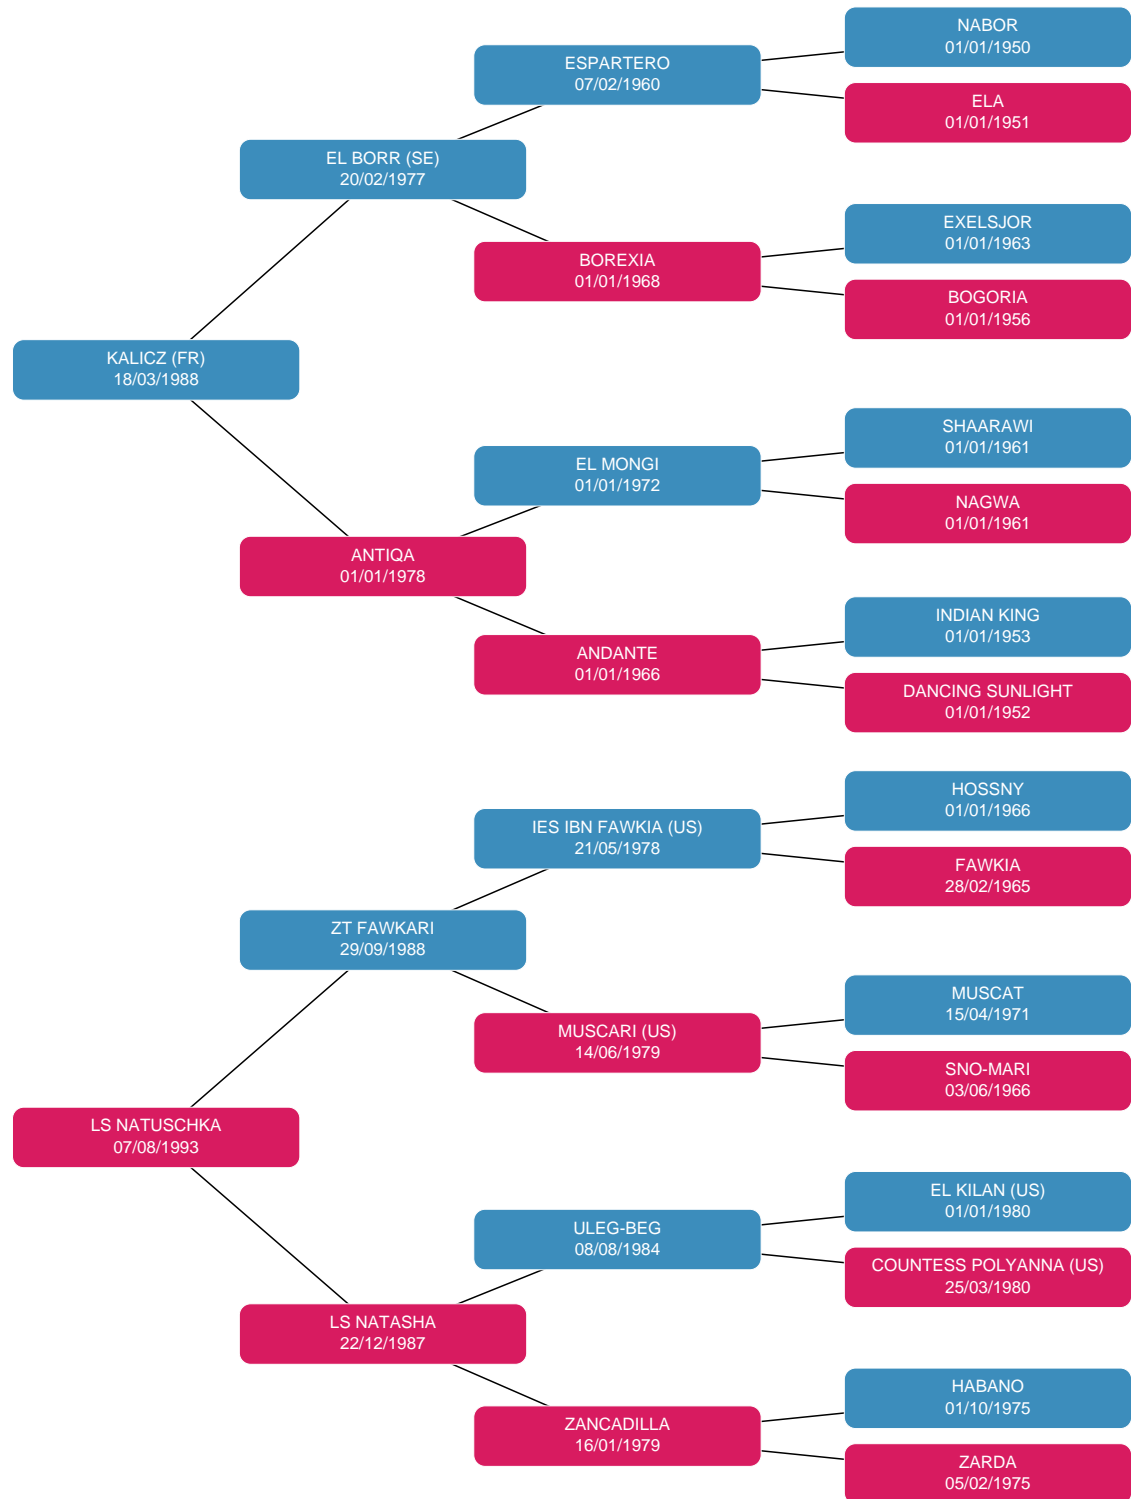 NABOR
01/01/1950
ESPARTERO
07/02/1960
ELA
01/01/1951
EL BORR (SE)
20/02/1977
EXELSJOR
01/01/1963
BOREXIA
01/01/1968
BOGORIA
01/01/1956
KALICZ (FR)
18/03/1988
SHAARAWI
01/01/1961
EL MONGI
01/01/1972
NAGWA
01/01/1961
ANTIQA
01/01/1978
INDIAN KING
01/01/1953
ANDANTE
01/01/1966
DANCING SUNLIGHT
01/01/1952
HOSSNY
01/01/1966
IES IBN FAWKIA (US)
21/05/1978
FAWKIA
28/02/1965
ZT FAWKARI
29/09/1988
MUSCAT
15/04/1971
MUSCARI (US)
14/06/1979
SNO-MARI
03/06/1966
LS NATUSCHKA
07/08/1993
EL KILAN (US)
01/01/1980
ULEG-BEG
08/08/1984
COUNTESS POLYANNA (US)
25/03/1980
LS NATASHA
22/12/1987
HABANO
01/10/1975
ZANCADILLA
16/01/1979
ZARDA
05/02/1975